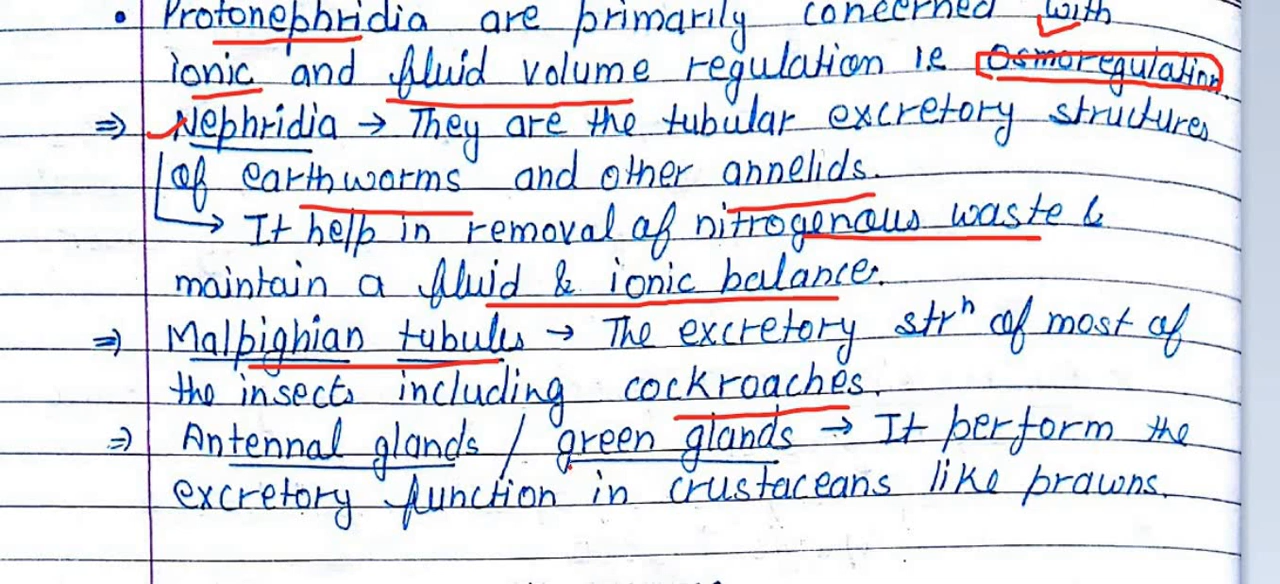 • Protonephridia are primarily concerned with
ionic and fluid volume regulation i.e Osmoregulation.
⇒ Nephridia → They are the tubular excretory structures
of earthworms and other annelids.
→ It help in removal of nitrogenous waste &
maintain a fluid & ionic balance.
⇒ Malpighian tubules → The excretory strⁿ of most of
the insects including cockroaches.
⇒ Antennal glands / green glands → It perform the
excretory function in crustaceans like prawns.